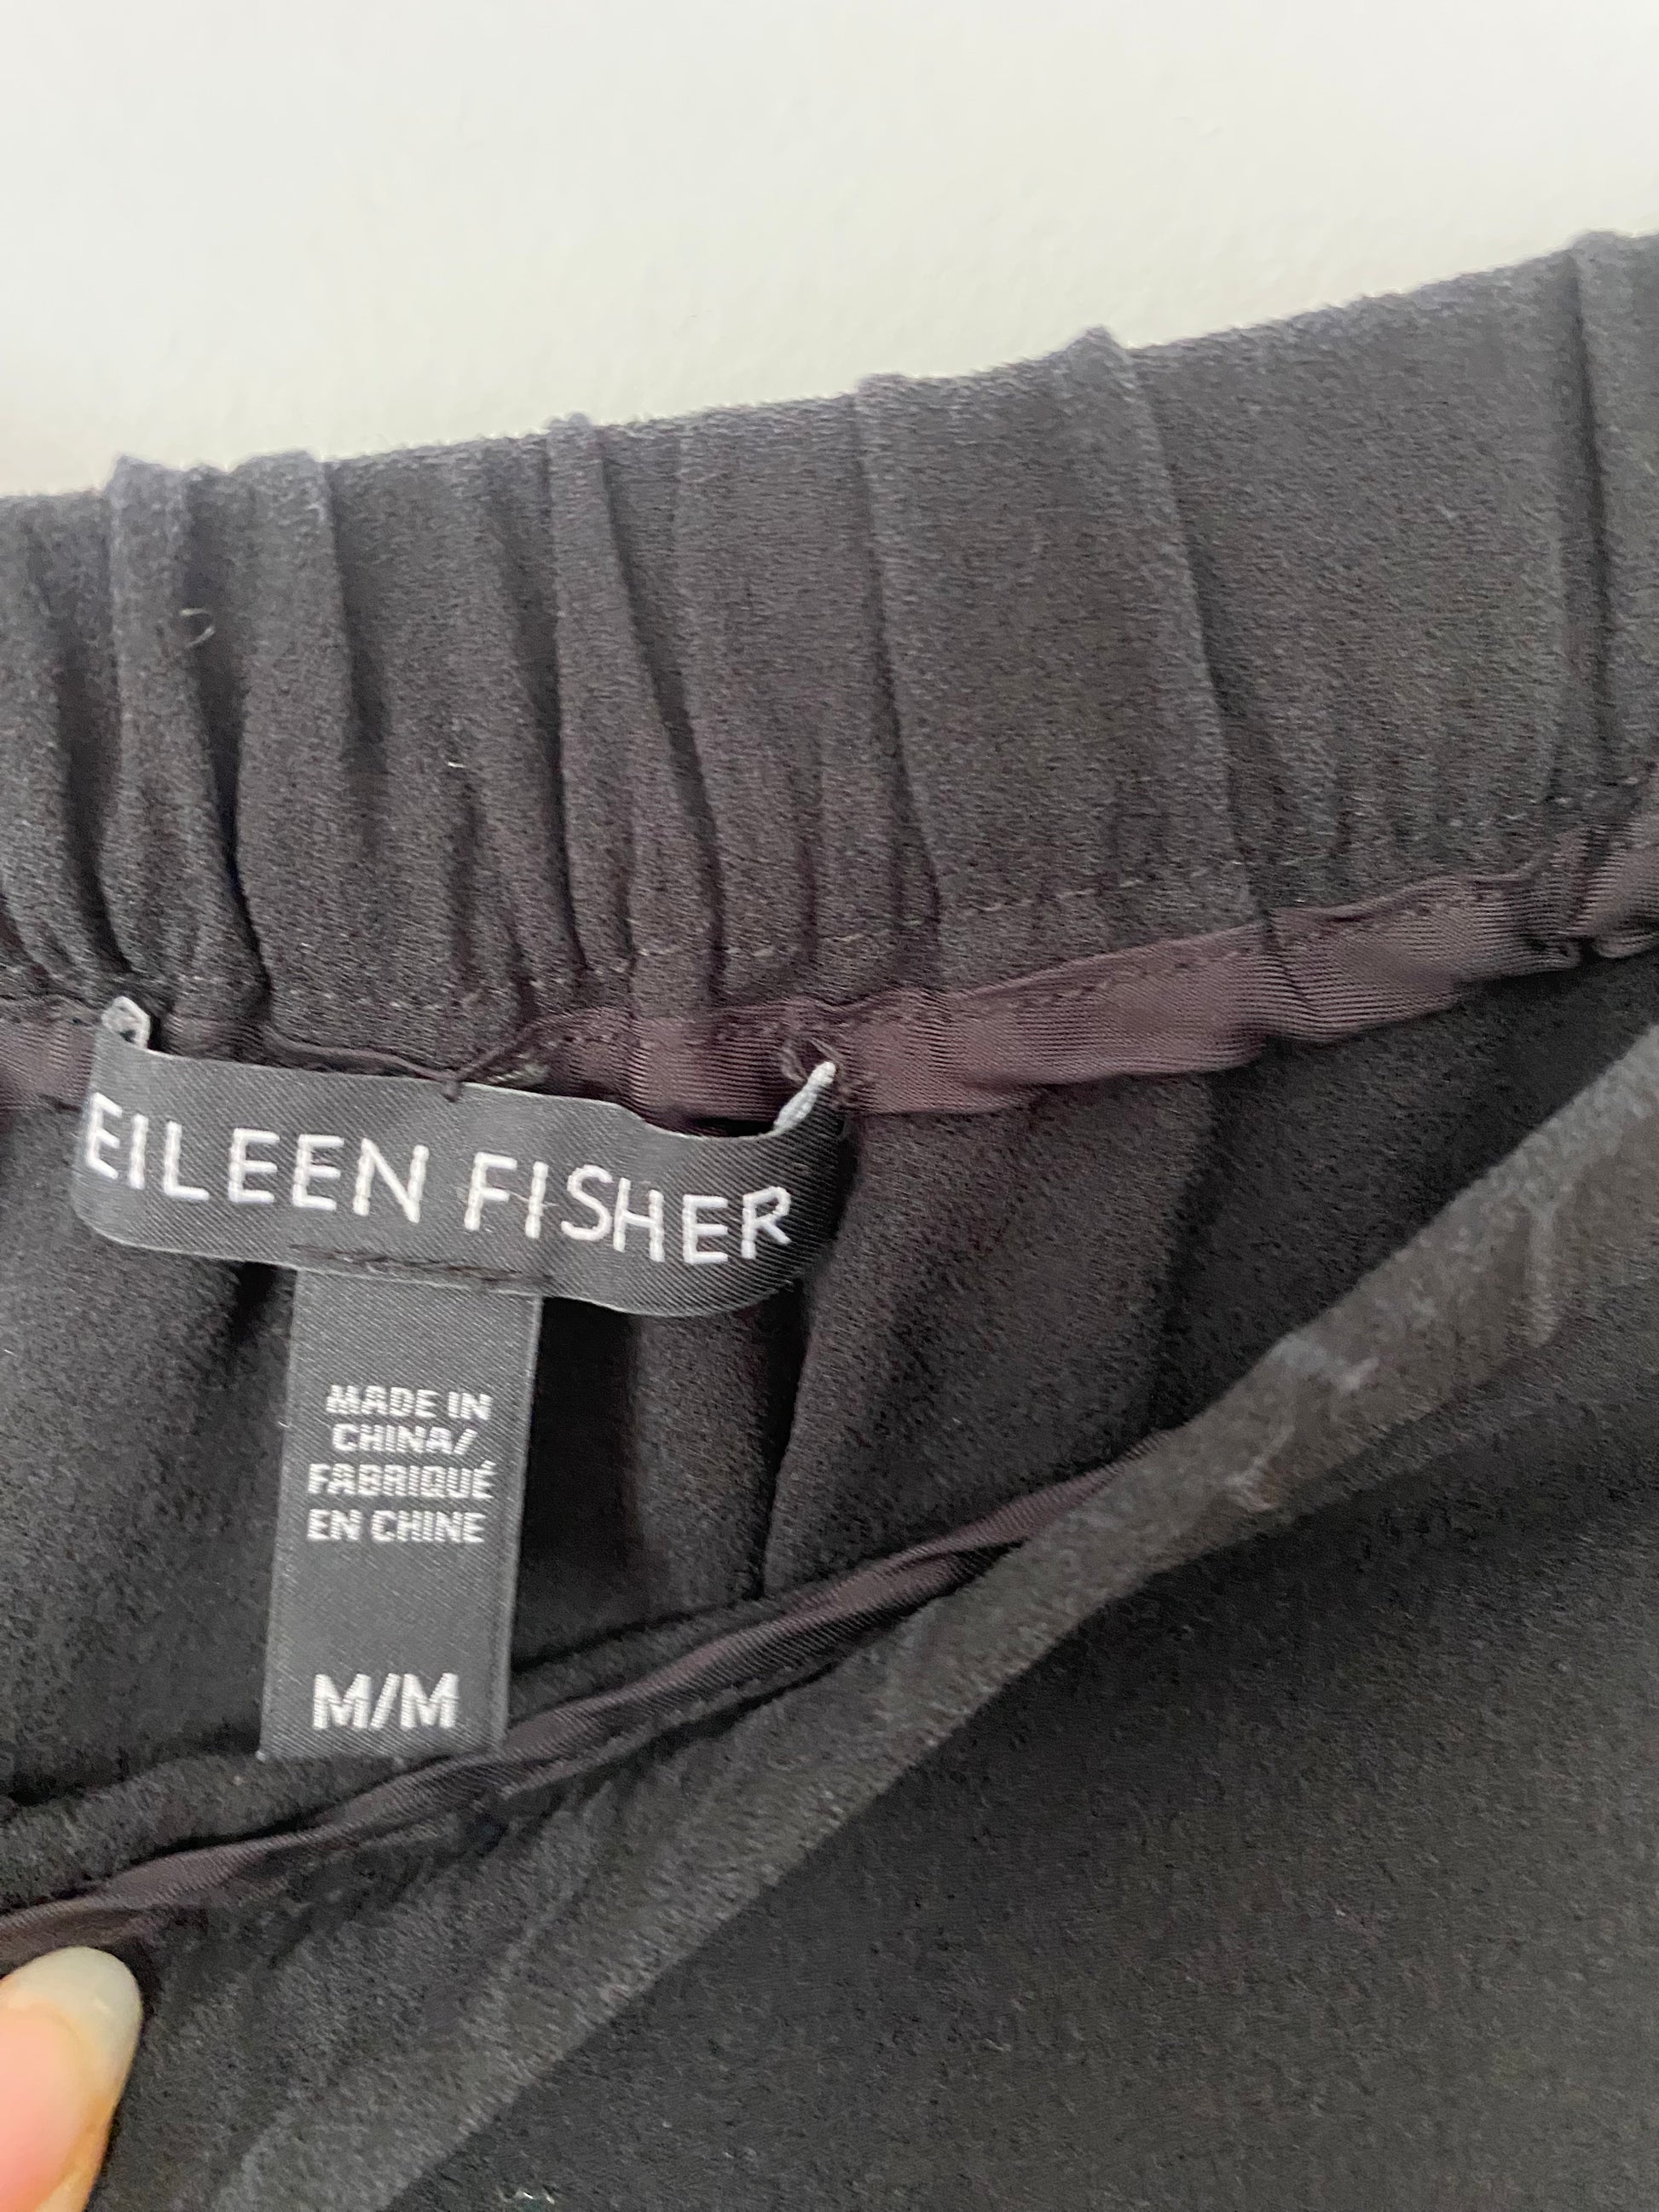 EILEEN FISHER
MADE IN
CHINA/
FABRIQUÉ
EN CHINE
M/M